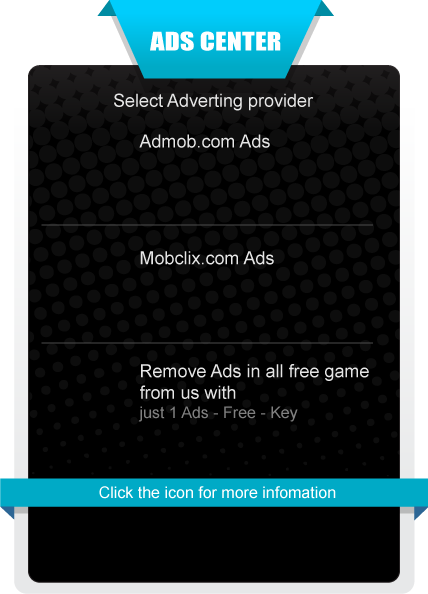 ADS CENTER
Select Adverting provider
Admob.com Ads
Mobclix.com Ads
Remove Ads in all free game
from us with
just 1 Ads - Free - Key
Click the icon for more infomation